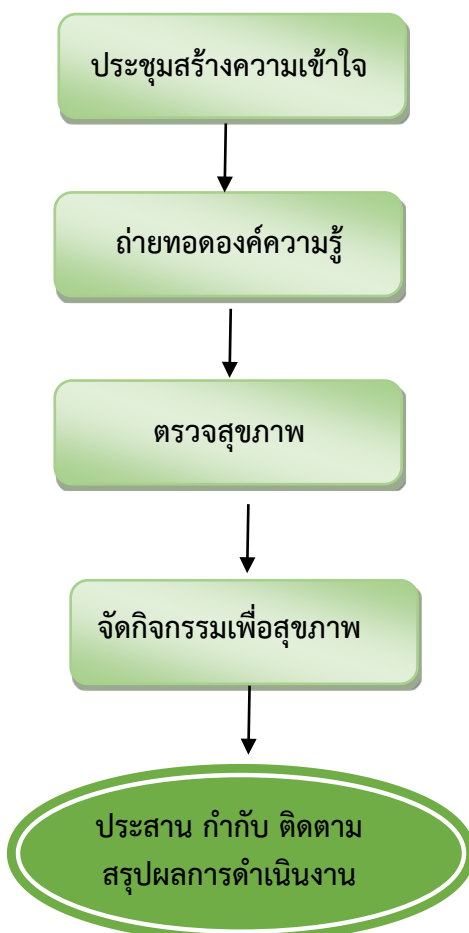 ประชุมสร้างความเข้าใจ
ถ่ายทอดองค์ความรู้
ตรวจสุขภาพ
จัดกิจกรรมเพื่อสุขภาพ
ประสาน กำกับ ติดตาม
สรุปผลการดำเนินงาน